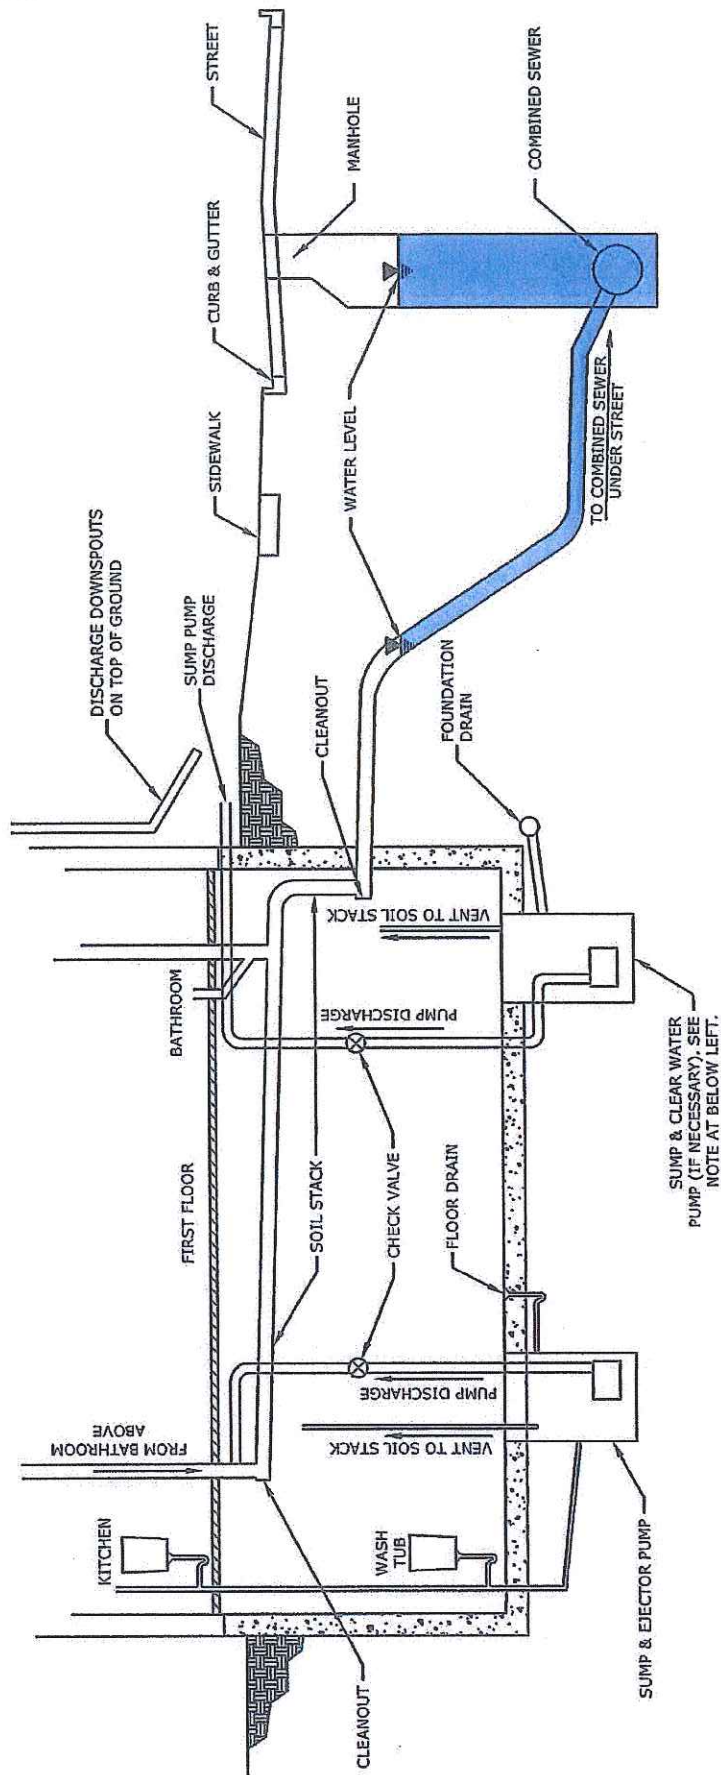 KITCHEN
FROM BATHROOM
ABOVE
FIRST FLOOR
BATHROOM
DISCHARGE DOWNSPOUTS
ON TOP OF GROUND
SUMP PUMP
DISCHARGE
SIDEWALK
CURB & GUTTER
STREET
CLEANOUT
WASH
TUB
VENT TO SOIL STACK
PUMP DISCHARGE
SOIL STACK
CHECK VALVE
FLOOR DRAIN
PUMP DISCHARGE
VENT TO SOIL STACK
CLEANOUT
WATER LEVEL
MANHOLE
FOUNDATION
DRAIN
TO COMBINED SEWER
UNDER STREET
COMBINED SEWER
SUMP & EJECTOR PUMP
SUMP & CLEAR WATER
PUMP (IF NECESSARY). SEE
NOTE AT BELOW LEFT.